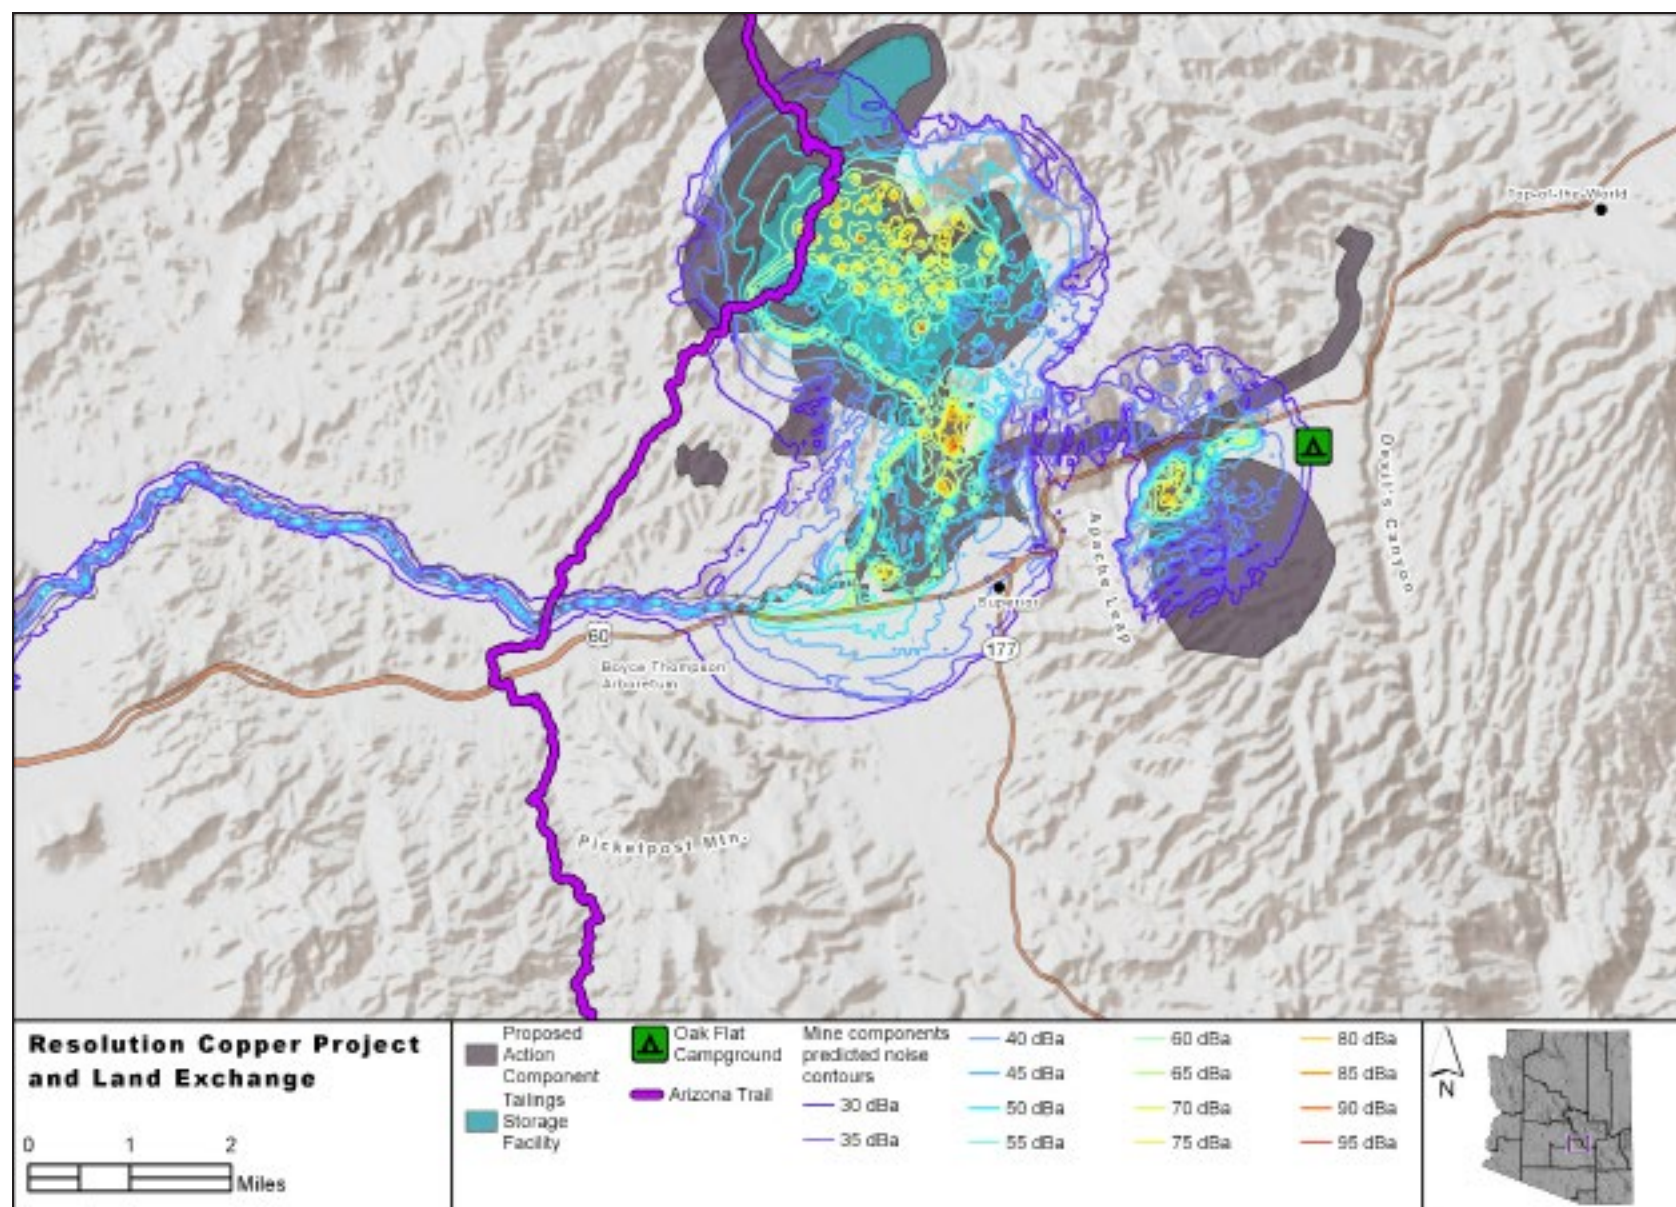 Top-of-the-World
Devil's Canyon
Apache Leap
Superior
60
177
Boyce Thompson
Arboretum
Picketpost Mtn.
Resolution Copper Project
and Land Exchange
0 1 2
Miles
Proposed
Action
Component
Tailings
Storage
Facility
Oak Flat
Campground
Arizona Trail
Mine components
predicted noise
contours
30 dBa
35 dBa
40 dBa
45 dBa
50 dBa
55 dBa
60 dBa
65 dBa
70 dBa
75 dBa
80 dBa
85 dBa
90 dBa
95 dBa
N